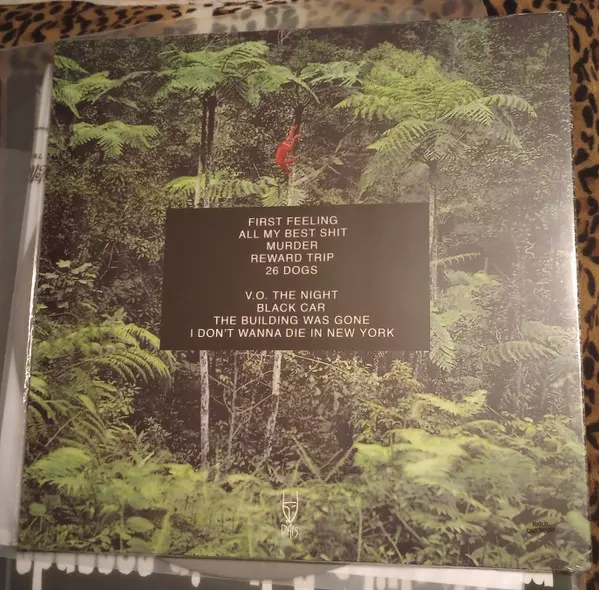 FIRST FEELING
ALL MY BEST SHIT
MURDER
REWARD TRIP
26 DOGS
V.O. THE NIGHT
BLACK CAR
THE BUILDING WAS GONE
I DON'T WANNA DIE IN NEW YORK
DAIS